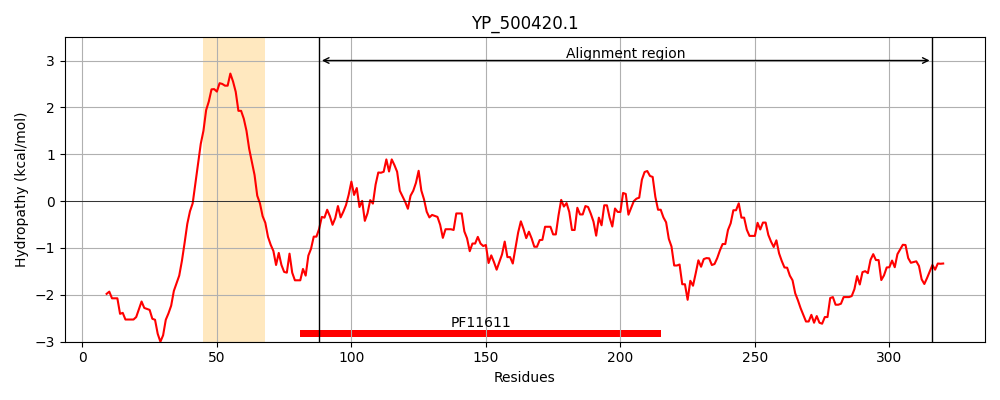 YP_500420.1
Hydropathy (kcal/mol)
3
2
1
0
−1
−2
−3
Alignment region
PF11611
0 50 100 150 200 250 300
Residues